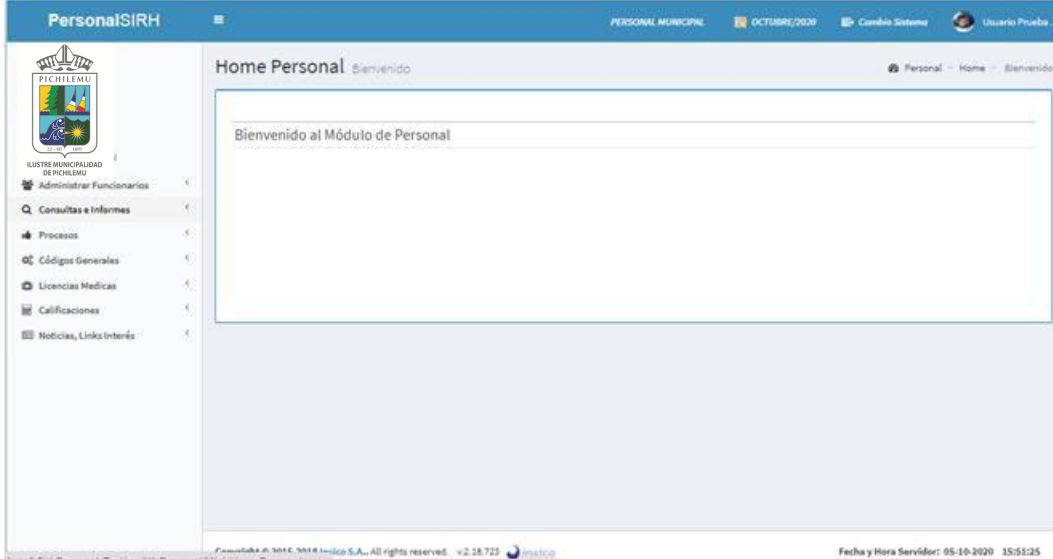 PersonalSIRH
PERSONAL MUNICIPAL
OCTUBRE/2020
Cambio Sistema
Usuario Prueba
Home Personal Bienvenido
Personal - Home - Bienvenido
PICHILEMU
ILUSTRE MUNICIPALIDAD
DE PICHILEMU
Bienvenido al Módulo de Personal
Administrar Funcionarios
Consultas e Informes
Procesos
Códigos Generales
Licencias Medicas
Calificaciones
Noticias, Links Interés
Copyright © 2015-2018 Insico S.A.. All rights reserved. v.2.18.723 Insico
Fecha y Hora Servidor: 05-10-2020 15:51:25